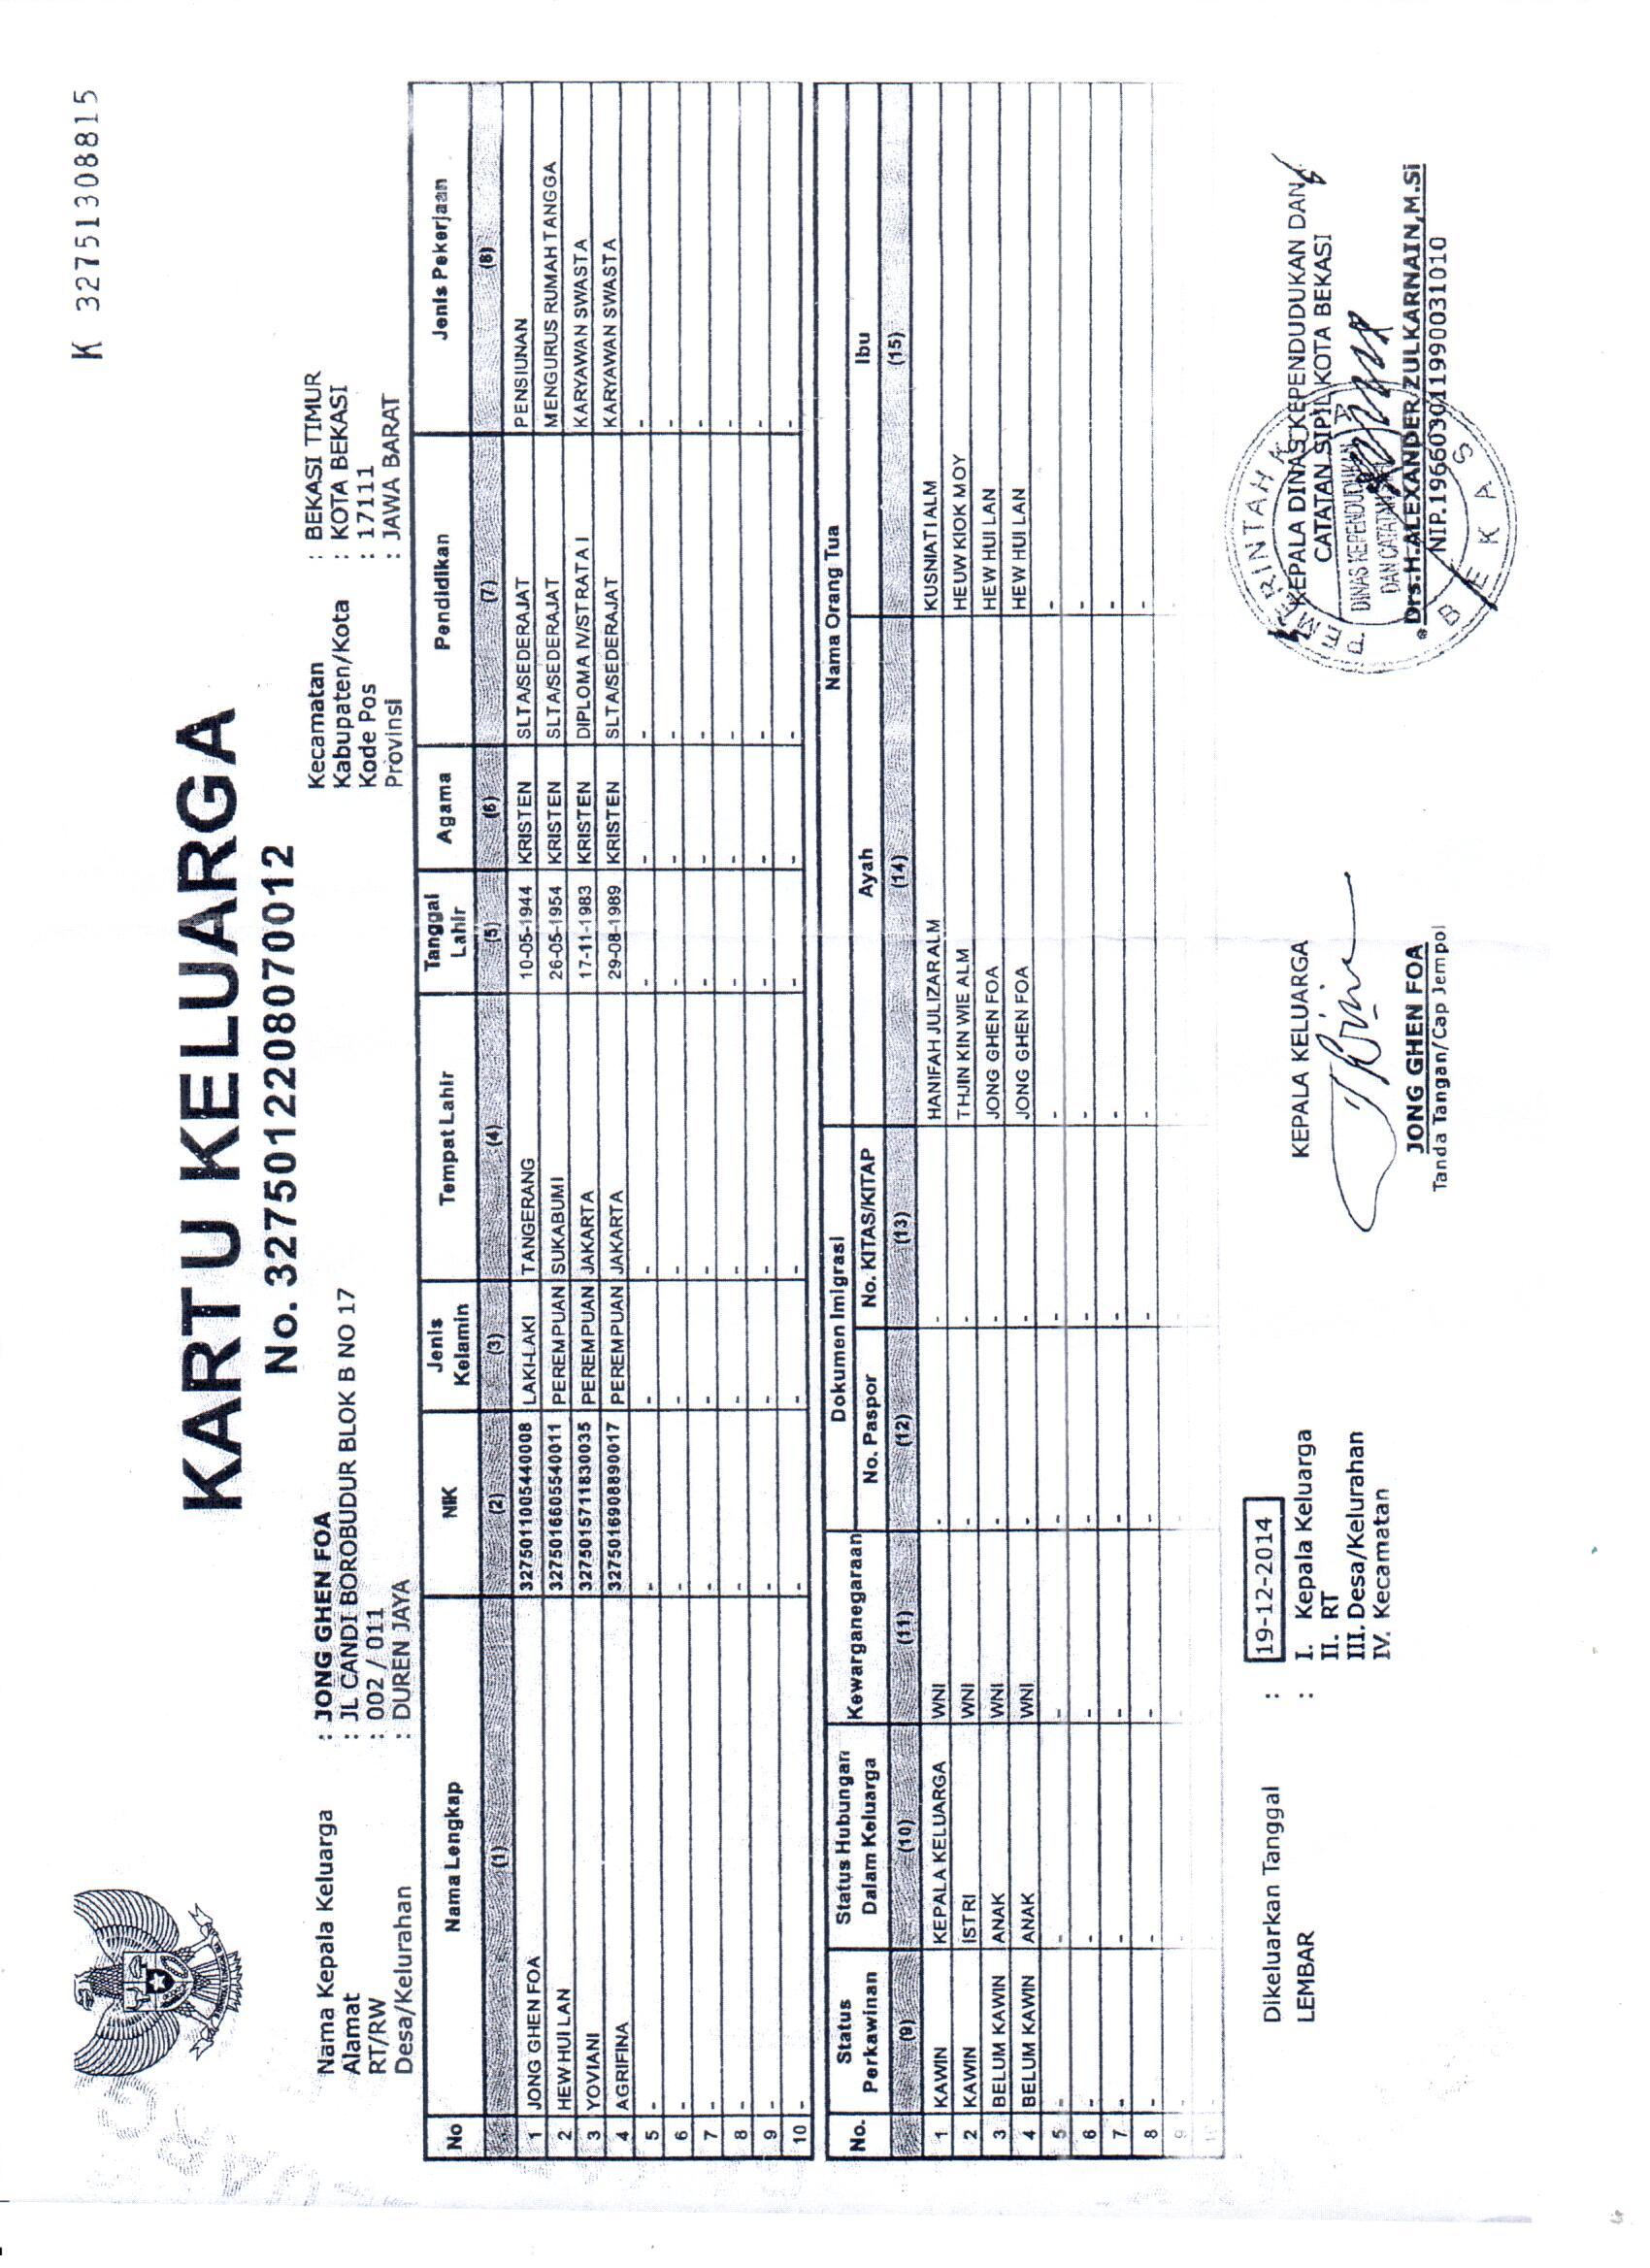 K 32751308815
KARTU KELUARGA
No. 3275012208070012
Nama Kepala Keluarga : JONG GHEN FOA
Alamat : JL CANDI BOROBUDUR BLOK B NO 17
RT/RW : 002 / 011
Desa/Kelurahan : DUREN JAYA
Kecamatan : BEKASI TIMUR
Kabupaten/Kota : KOTA BEKASI
Kode Pos : 17111
Provinsi : JAWA BARAT
No Nama Lengkap NIK Jenis Kelamin Tempat Lahir Tanggal Lahir Agama Pendidikan Jenis Pekerjaan
(1) (2) (3) (4) (5) (6) (7) (8)
1 JONG GHEN FOA 3275011005440008 LAKI-LAKI TANGERANG 10-05-1944 KRISTEN SLTA/SEDERAJAT PENSIUNAN
2 HEW HUI LAN 3275016605540011 PEREMPUAN SUKABUMI 26-05-1954 KRISTEN SLTA/SEDERAJAT MENGURUS RUMAH TANGGA
3 YOVIANI 3275015711830035 PEREMPUAN JAKARTA 17-11-1983 KRISTEN DIPLOMA IV/STRATA I KARYAWAN SWASTA
4 AGRIFINA 3275016908890017 PEREMPUAN JAKARTA 29-08-1989 KRISTEN SLTA/SEDERAJAT KARYAWAN SWASTA
5 - - - - - - - -
6 - - - - - - - -
7 - - - - - - - -
8 - - - - - - - -
9 - - - - - - - -
10 - - - - - - - -
No. Status Perkawinan Status Hubungan Dalam Keluarga Kewarganegaraan Dokumen Imigrasi Nama Orang Tua
No. Paspor No. KITAS/KITAP Ayah Ibu
(9) (10) (11) (12) (13) (14) (15)
1 KAWIN KEPALA KELUARGA WNI - - HANIFAH JULIZAR ALM KUSNIATI ALM
2 KAWIN ISTRI WNI - - THJIN KIN WIE ALM HEUW KIOK MOY
3 BELUM KAWIN ANAK WNI - - JONG GHEN FOA HEW HUI LAN
4 BELUM KAWIN ANAK WNI - - JONG GHEN FOA HEW HUI LAN
5 - - - - - - -
6 - - - - - - -
7 - - - - - - -
8 - - - - - - -
9 - - - - - - -
Dikeluarkan Tanggal : 19-12-2014
LEMBAR : I. Kepala Keluarga
II. RT
III. Desa/Kelurahan
IV. Kecamatan
KEPALA KELUARGA
JONG GHEN FOA
Tanda Tangan/Cap Jempol
KEPALA DINAS KEPENDUDUKAN DAN
CATATAN SIPIL KOTA BEKASI
DINAS KEPENDUDUKAN
DAN CATATAN
Drs.H.ALEXANDER ZULKARNAIN,M.Si
NIP.196603011990031010